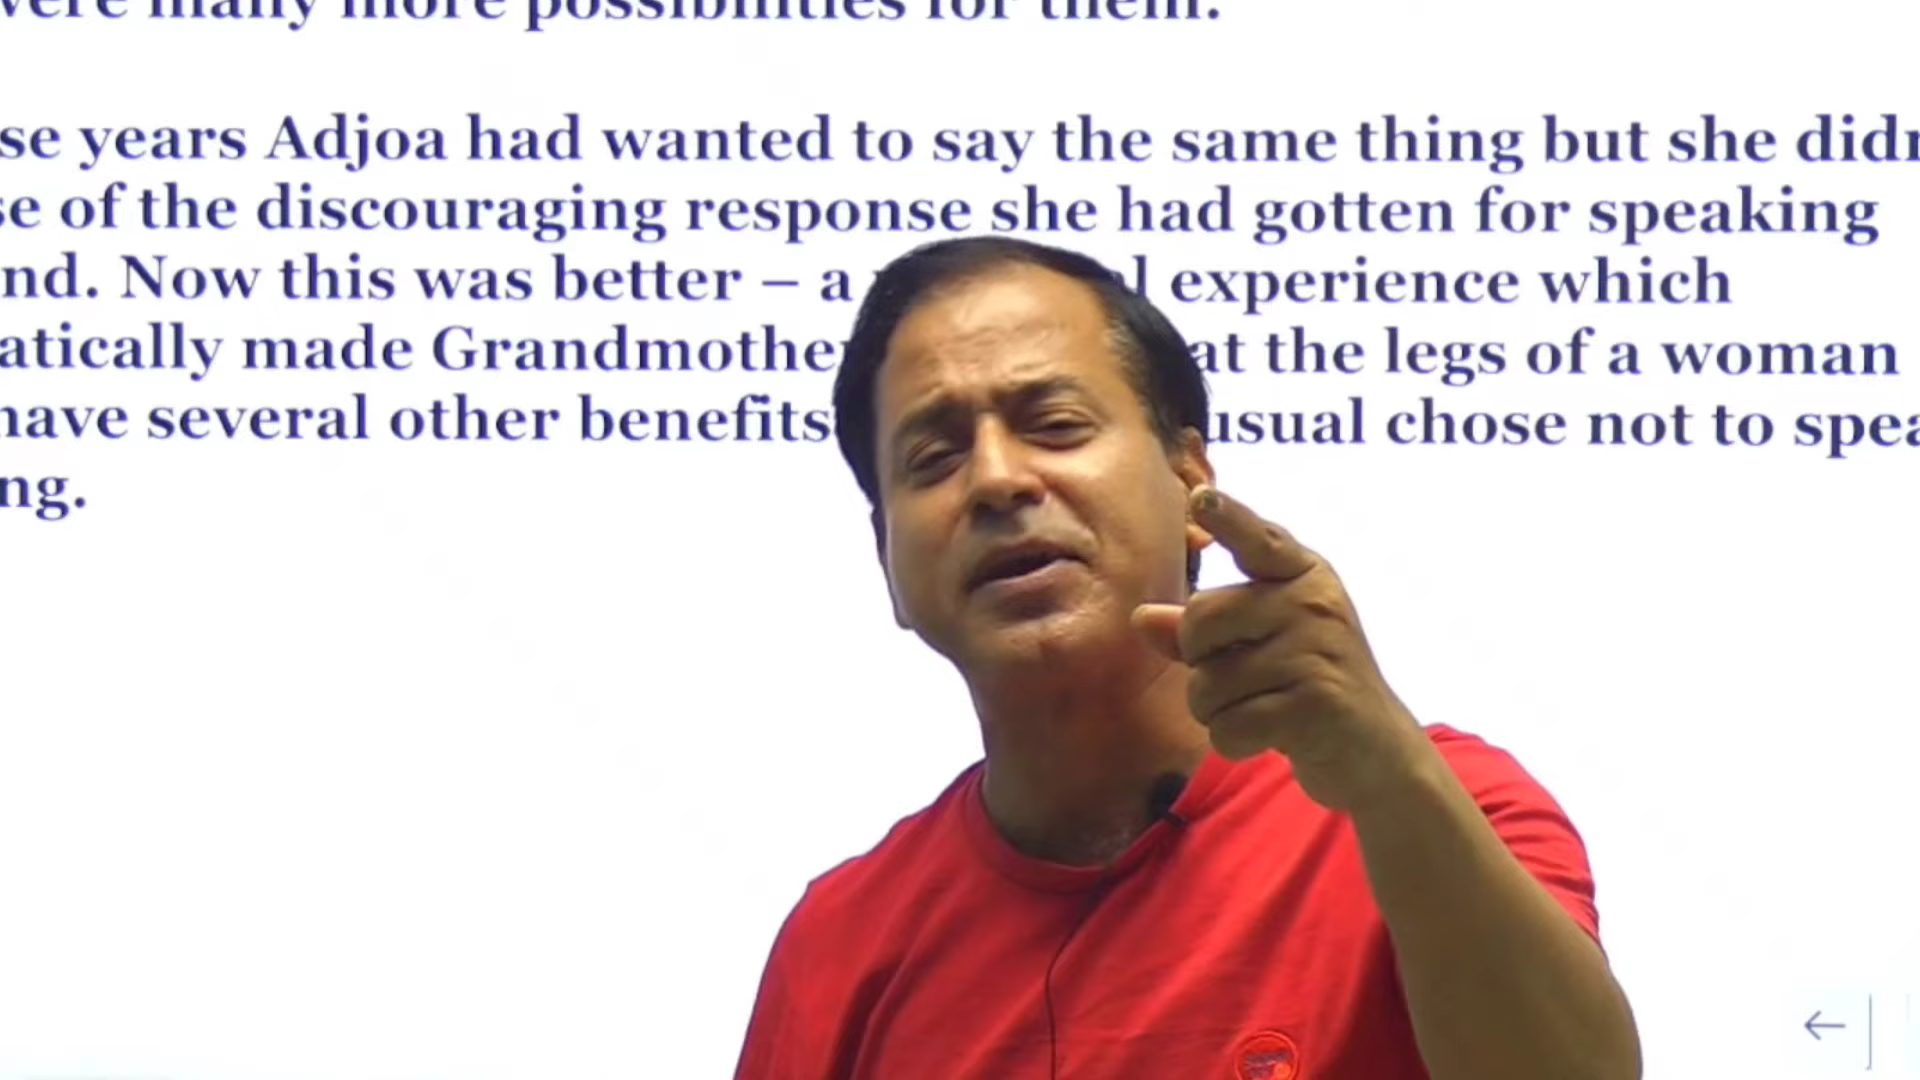 were many more possibilities for them.
se years Adjoa had wanted to say the same thing but she didn
se of the discouraging response she had gotten for speaking
nd. Now this was better – a l experience which
atically made Grandmother at the legs of a woman
have several other benefits usual chose not to spea
ng.